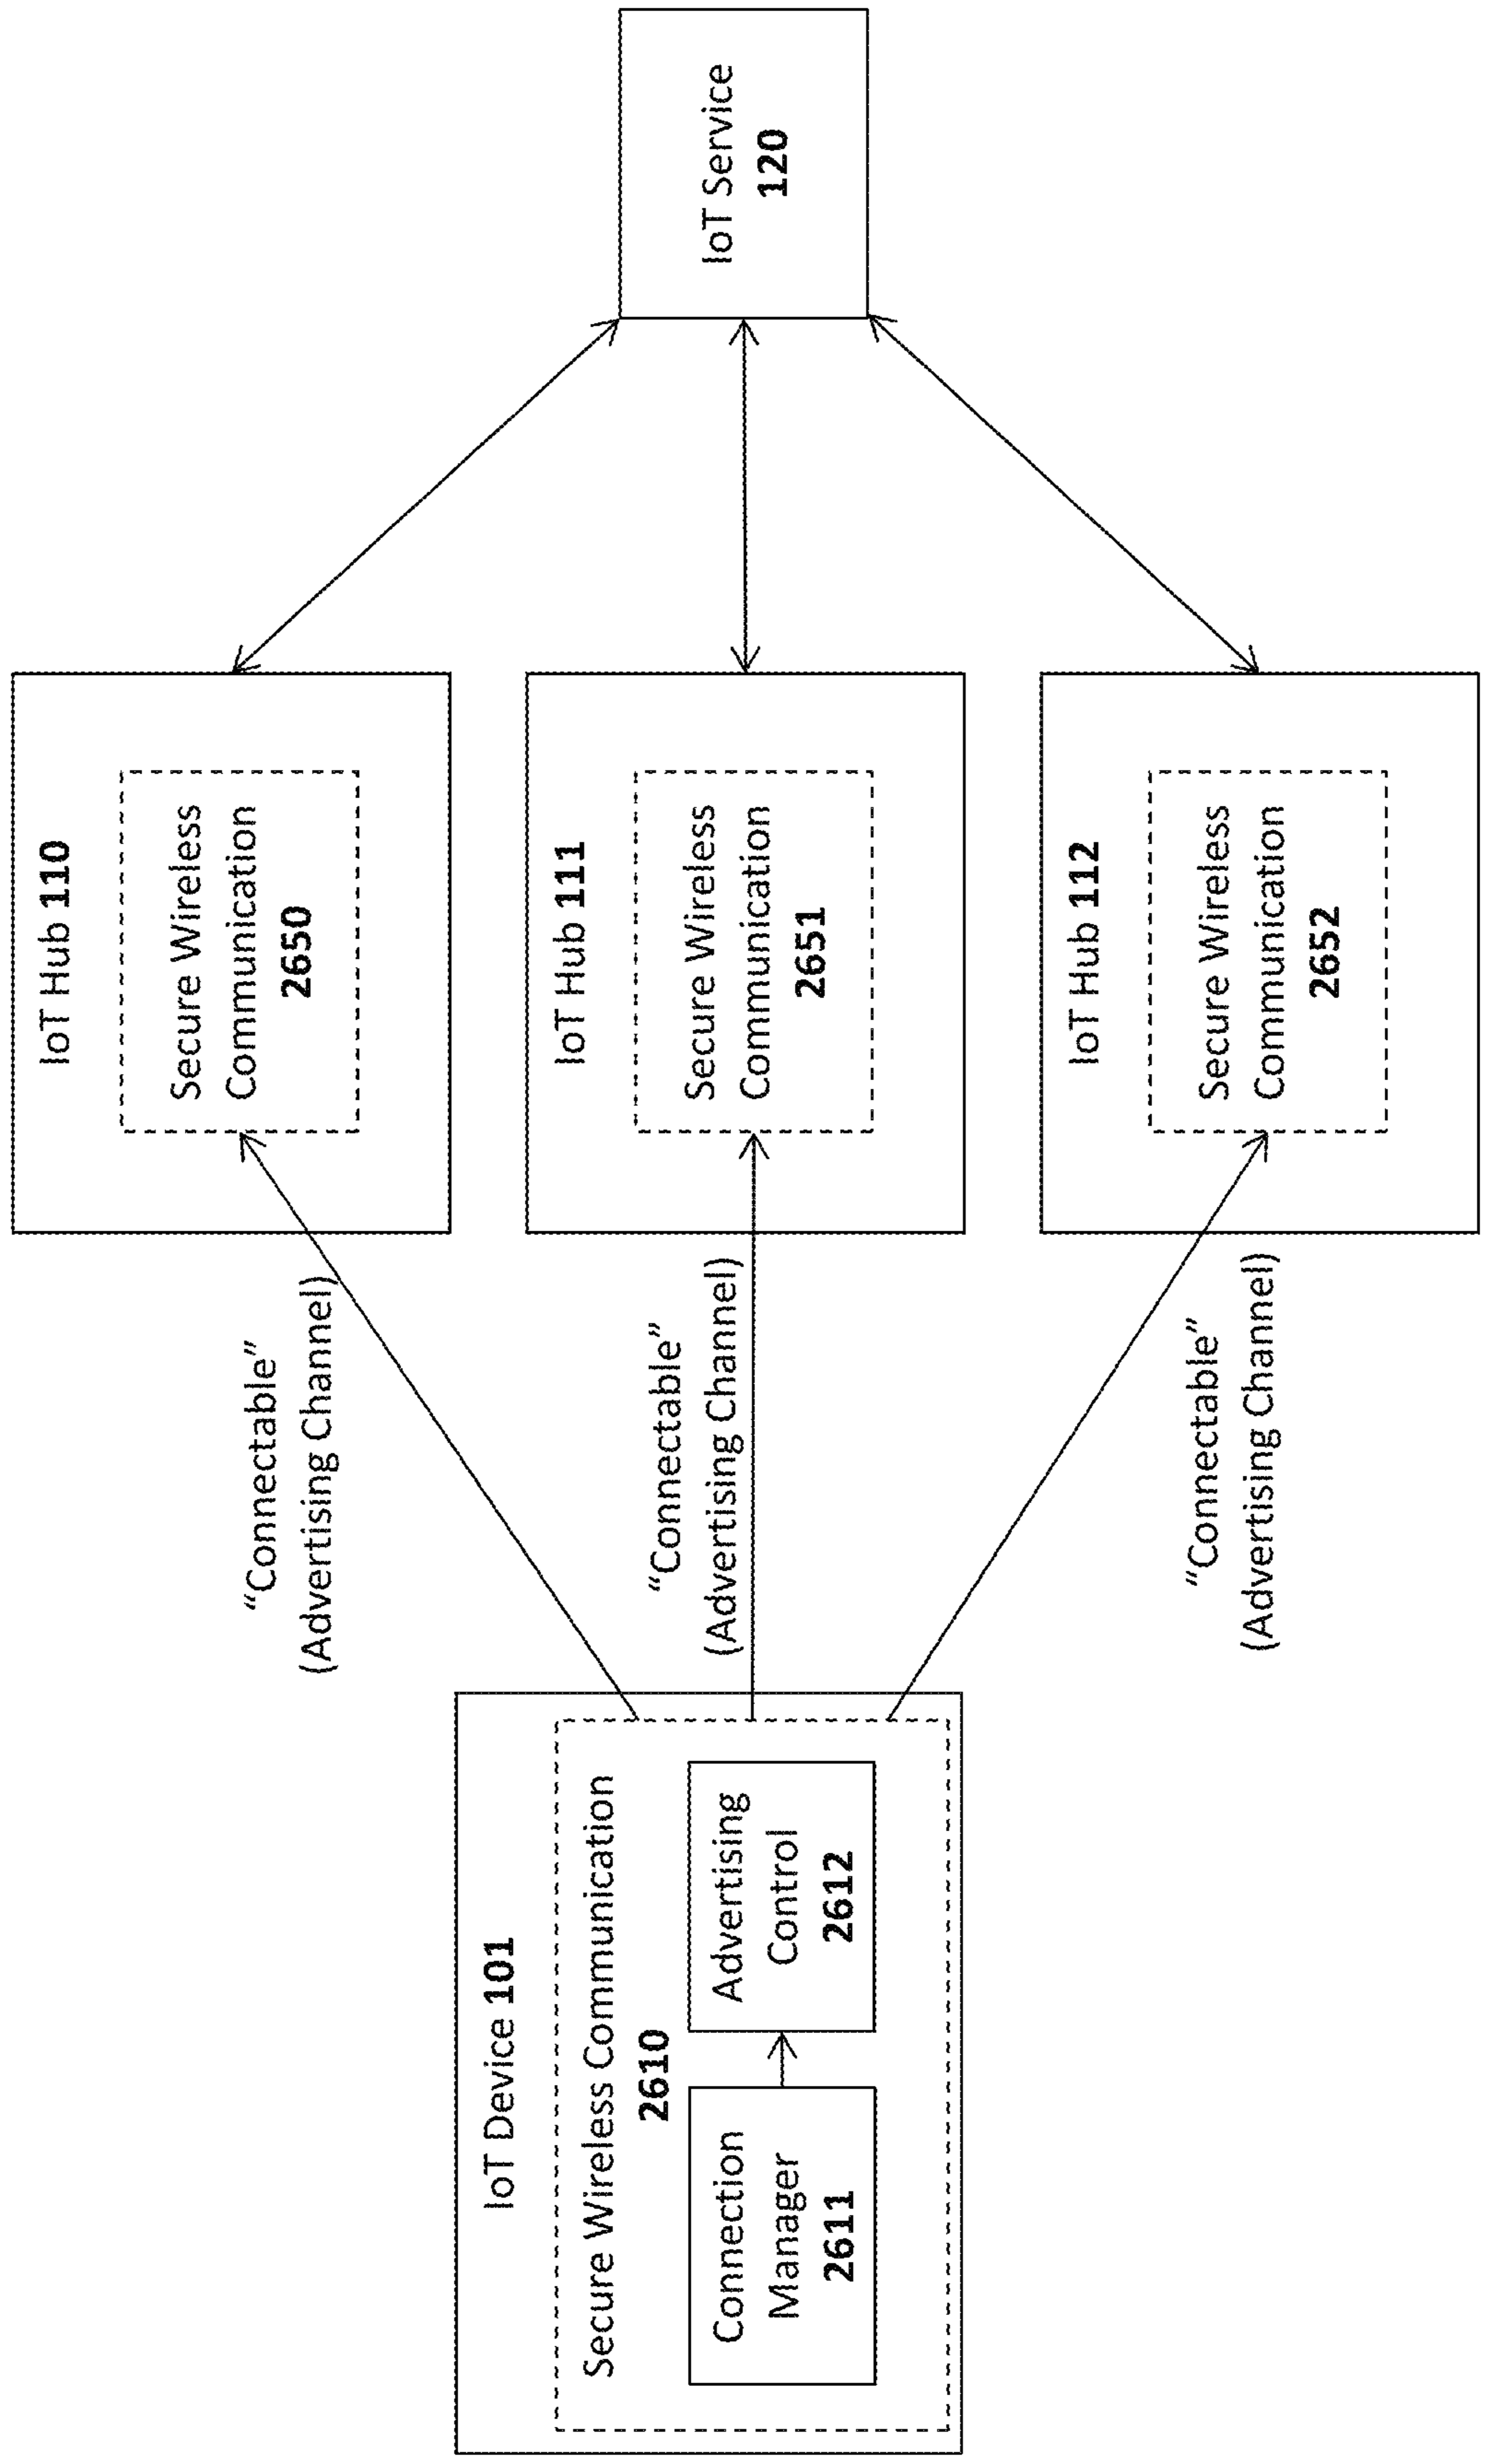 IoT Device 101
Secure Wireless Communication
2610
Connection
Manager
2611
Advertising
Control
2612
“Connectable”
(Advertising Channel)
“Connectable”
(Advertising Channel)
“Connectable”
(Advertising Channel)
IoT Hub 110
Secure Wireless
Communication
2650
IoT Hub 111
Secure Wireless
Communication
2651
IoT Hub 112
Secure Wireless
Communication
2652
IoT Service
120